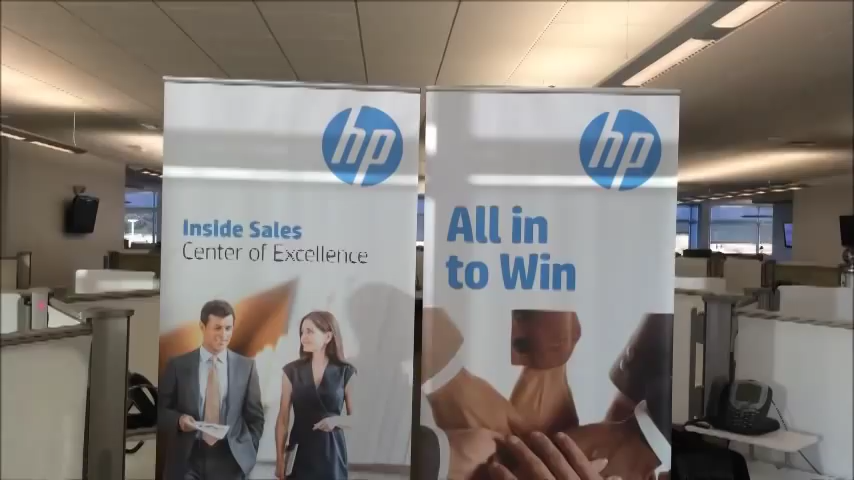 hp
Inside Sales
Center of Excellence
hp
All in
to Win